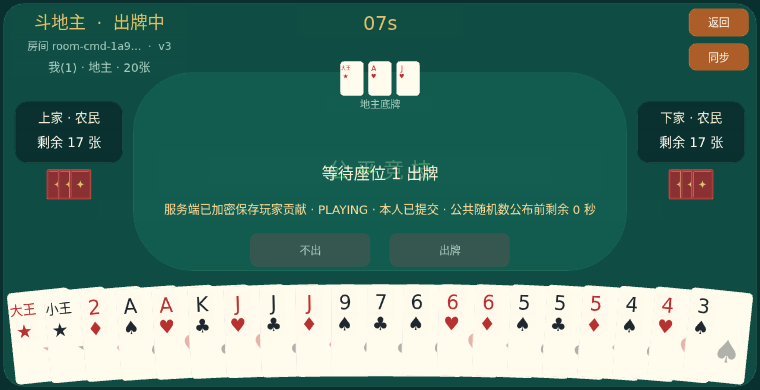 斗地主 · 出牌中
房间 room-cmd-1a9… · v3
我(1) · 地主 · 20张
07s
返回
同步
大王
A
J
地主底牌
上家 · 农民
剩余 17 张
下家 · 农民
剩余 17 张
等待座位 1 出牌
服务端已加密保存玩家贡献 · PLAYING · 本人已提交 · 公共随机数公布前剩余 0 秒
不出
出牌
大王 小王 2 A A K J J J 9 7 6 6 6 5 5 5 4 4 3